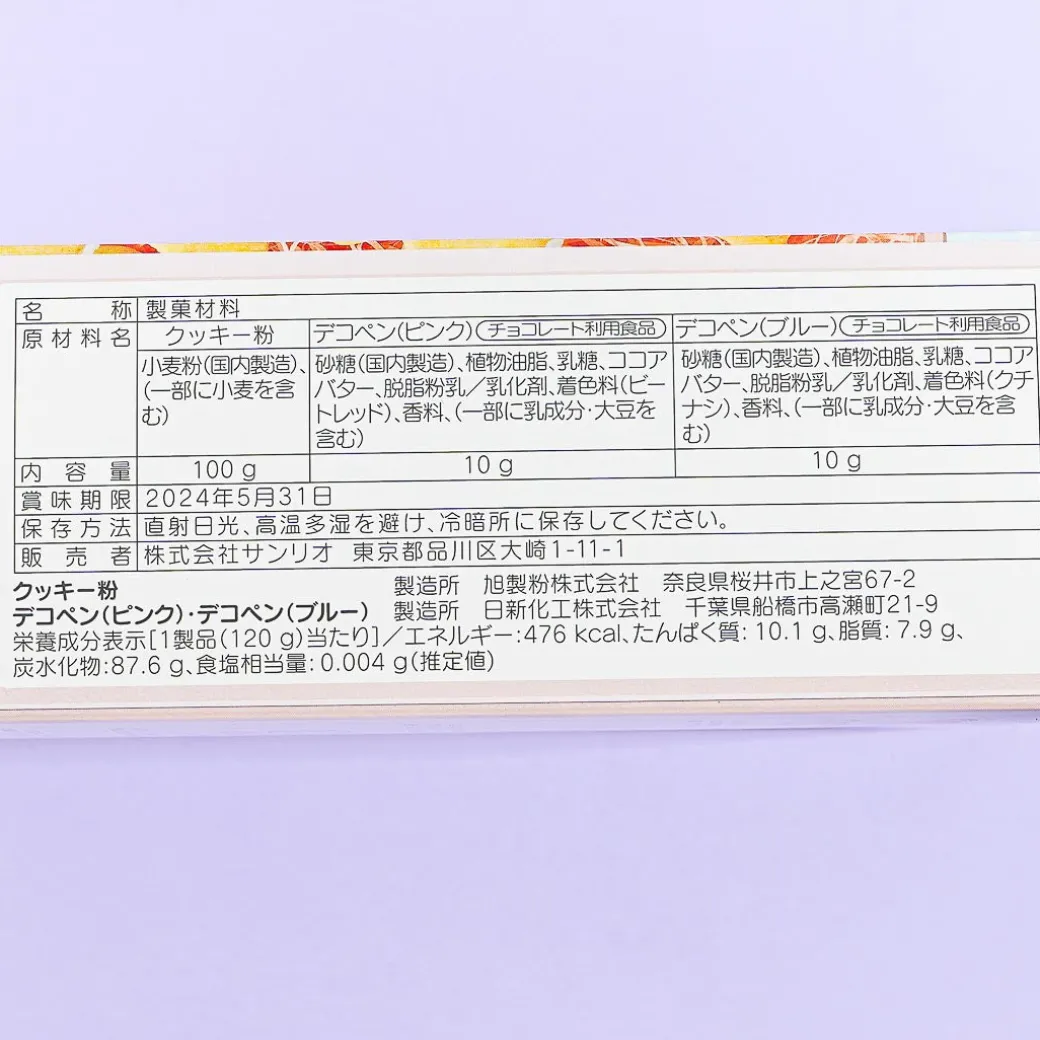 名称 製菓材料
原材料名 クッキー粉 デコペン(ピンク)(チョコレート利用食品) デコペン(ブルー)(チョコレート利用食品)
小麦粉(国内製造)、
(一部に小麦を含
む)
砂糖(国内製造)、植物油脂、乳糖、ココア
バター、脱脂粉乳/乳化剤、着色料(ビー
トレッド)、香料、(一部に乳成分・大豆を
含む)
砂糖(国内製造)、植物油脂、乳糖、ココア
バター、脱脂粉乳/乳化剤、着色料(クチ
ナシ)、香料、(一部に乳成分・大豆を含
む)
内容量 100 g 10 g 10 g
賞味期限 2024年5月31日
保存方法 直射日光、高温多湿を避け、冷暗所に保存してください。
販売者 株式会社サンリオ 東京都品川区大崎1-11-1
クッキー粉 製造所 旭製粉株式会社 奈良県桜井市上之宮67-2
デコペン(ピンク)・デコペン(ブルー) 製造所 日新化工株式会社 千葉県船橋市高瀬町21-9
栄養成分表示[1製品(120 g)当たり]/エネルギー:476 kcal、たんぱく質:10.1 g、脂質:7.9 g、
炭水化物:87.6 g、食塩相当量:0.004 g(推定値)